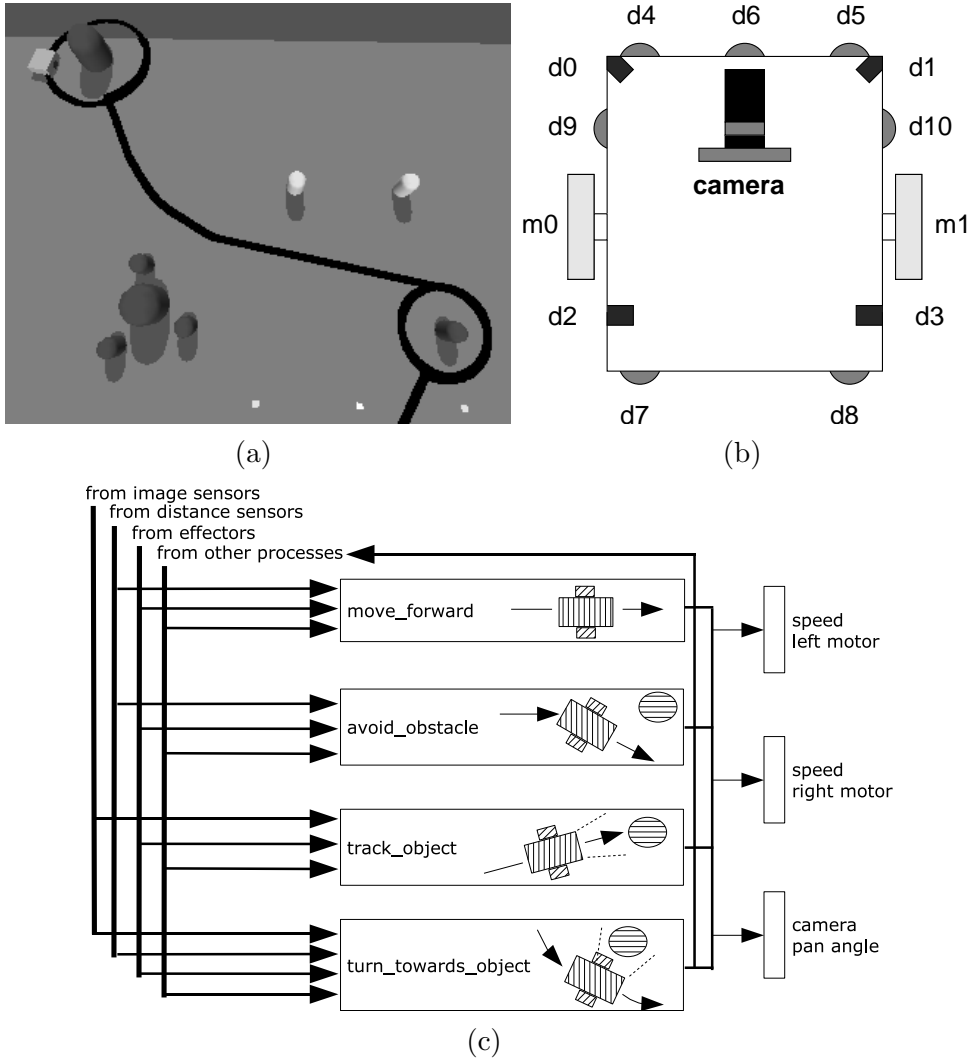 d4 d6 d5
d0 d1
d9 d10
camera
m0 m1
d2 d3
d7 d8
(a) (b)
from image sensors
from distance sensors
from effectors
from other processes
move_forward
speed
left motor
avoid_obstacle
speed
right motor
track_object
camera
pan angle
turn_towards_object
(c)